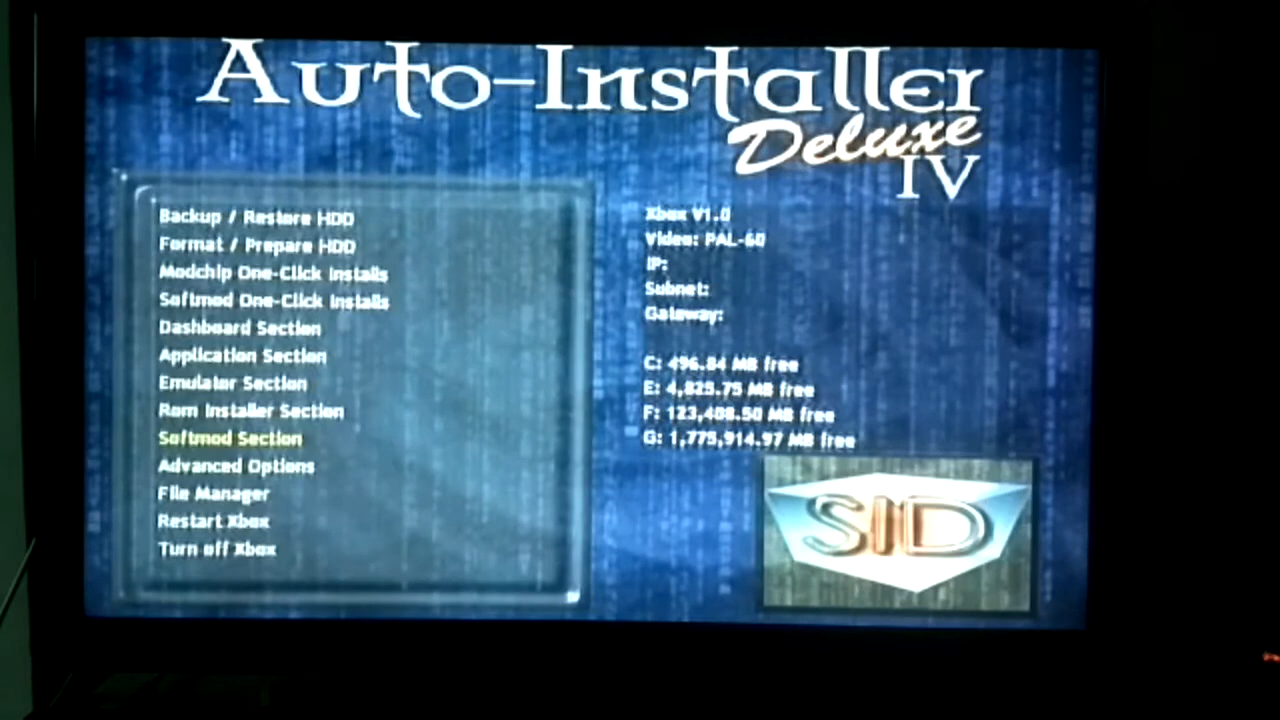 Auto-Installer
Deluxe
IV
Backup / Restore HDD
Format / Prepare HDD
Modchip One-Click Installs
Softmod One-Click Installs
Dashboard Section
Application Section
Emulator Section
Rom Installer Section
Softmod Section
Advanced Options
File Manager
Restart Xbox
Turn off Xbox
Xbox V1.0
Video: PAL-60
IP:
Subnet:
Gateway:
C: 496.84 MB free
E: 4,825.75 MB free
F: 123,408.50 MB free
G: 1,775,914.97 MB free
SID